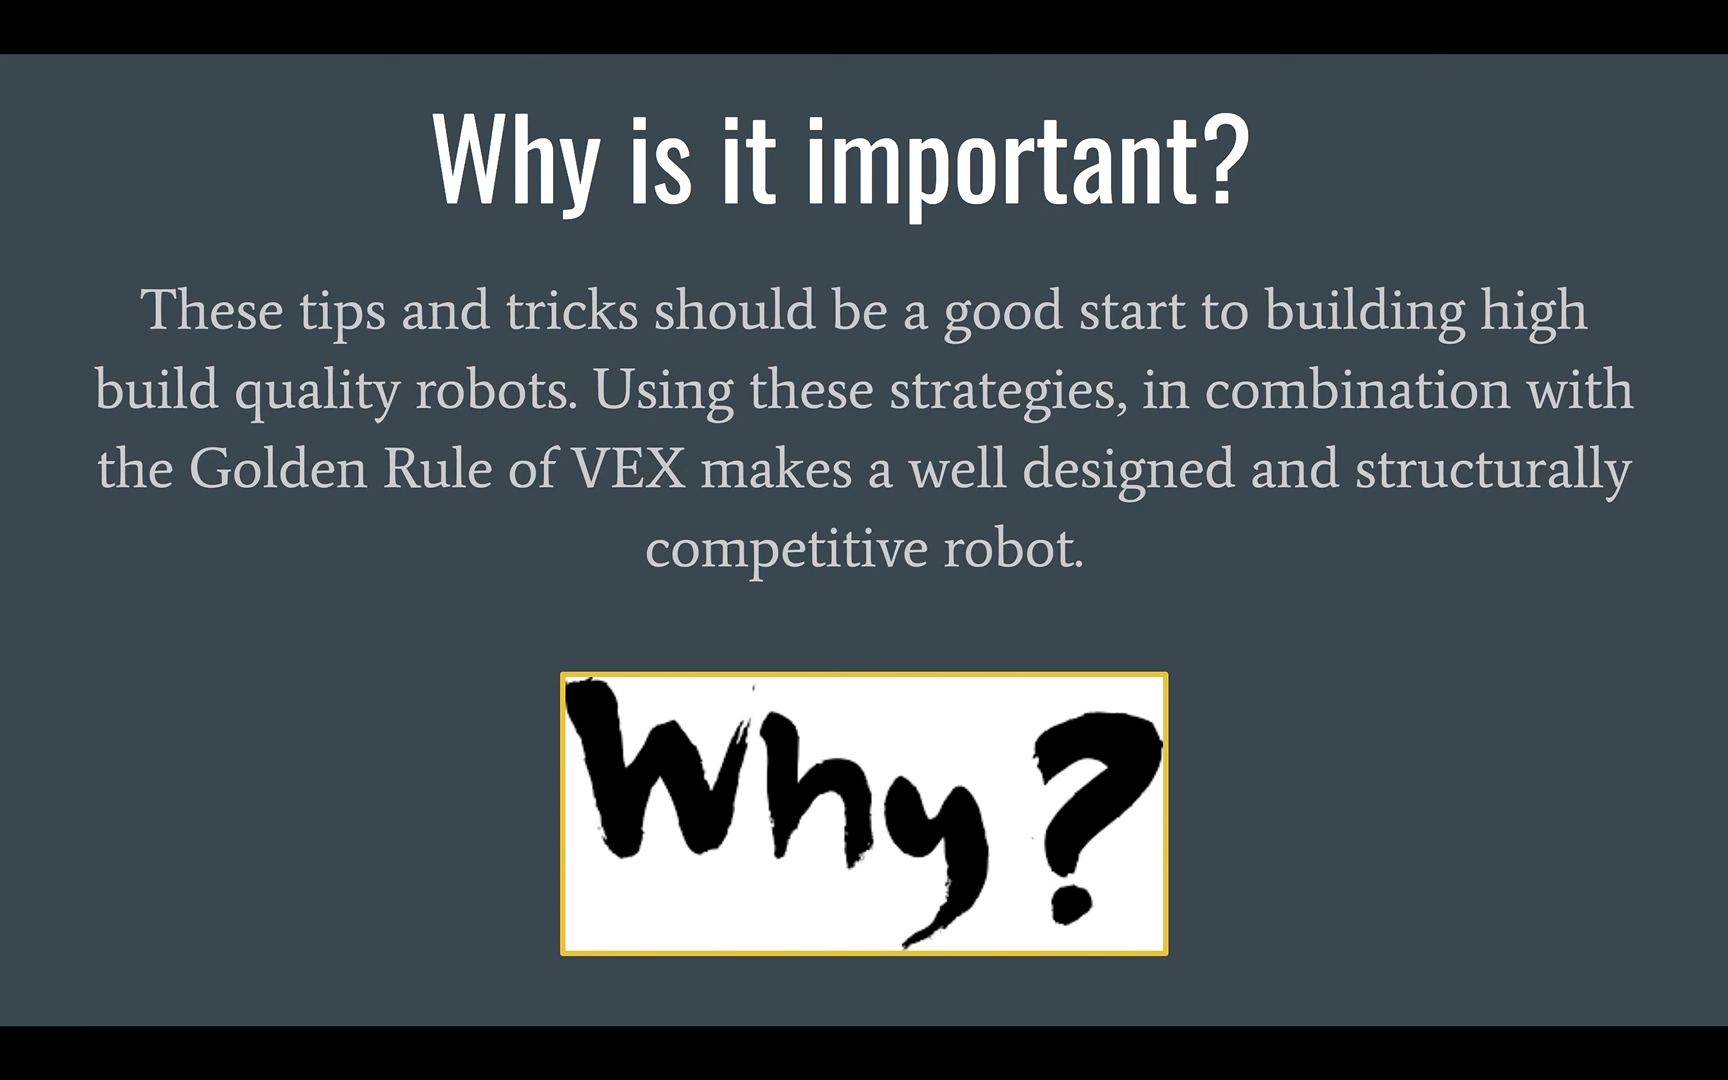 Why is it important?
These tips and tricks should be a good start to building high
build quality robots. Using these strategies, in combination with
the Golden Rule of VEX makes a well designed and structurally
competitive robot.
Why?